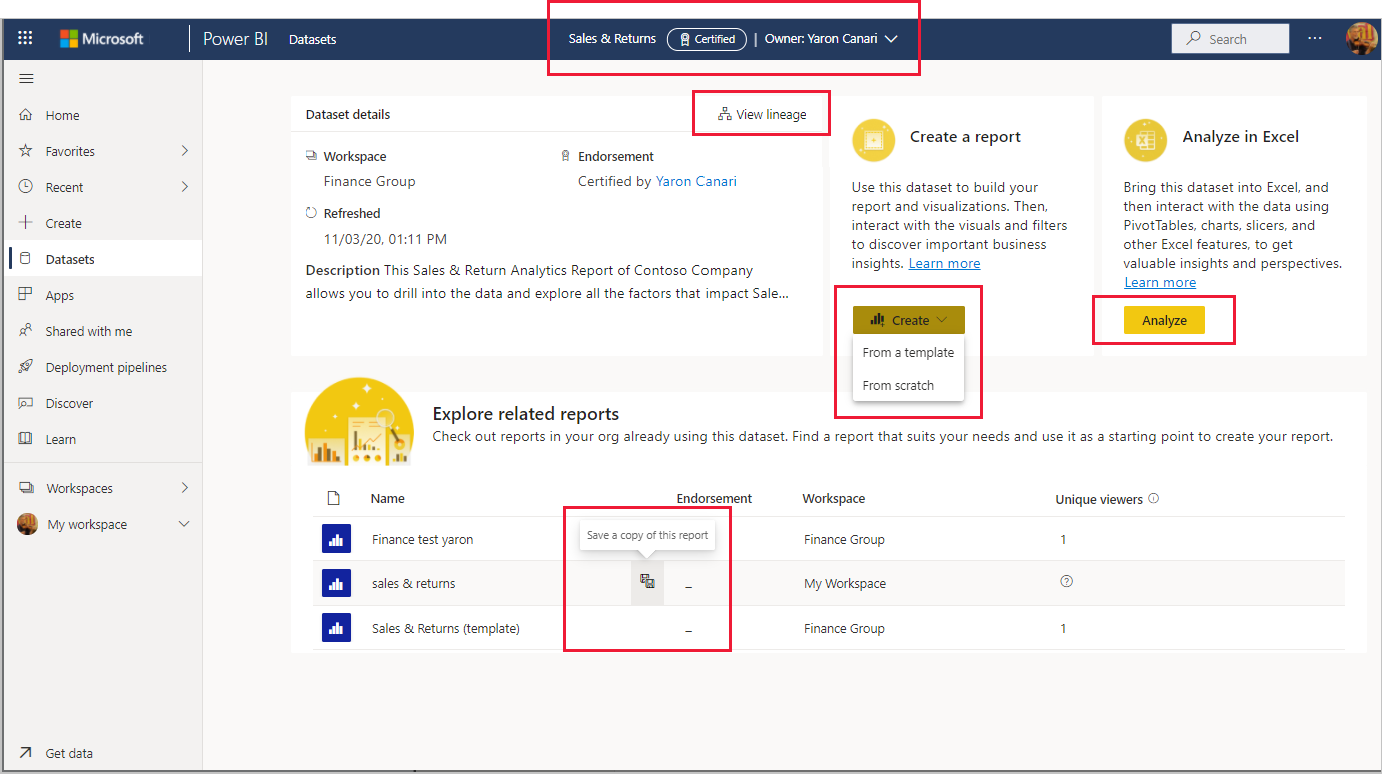 Microsoft Power BI Datasets Sales & Returns Certified | Owner: Yaron Canari Search ...
Home
Favorites
Recent
Create
Datasets
Apps
Shared with me
Deployment pipelines
Discover
Learn
Workspaces
My workspace
Get data
Dataset details View lineage
Workspace Endorsement
Finance Group Certified by Yaron Canari
Refreshed
11/03/20, 01:11 PM
Description This Sales & Return Analytics Report of Contoso Company
allows you to drill into the data and explore all the factors that impact Sale...
Create a report
Use this dataset to build your
report and visualizations. Then,
interact with the visuals and filters
to discover important business
insights. Learn more
Create
From a template
From scratch
Analyze in Excel
Bring this dataset into Excel, and
then interact with the data using
PivotTables, charts, slicers, and
other Excel features, to get
valuable insights and perspectives.
Learn more
Analyze
Explore related reports
Check out reports in your org already using this dataset. Find a report that suits your needs and use it as a starting point to create your report.
Name Endorsement Workspace Unique viewers
Save a copy of this report
Finance test yaron Finance Group 1
sales & returns – My Workspace
Sales & Returns (template) – Finance Group 1